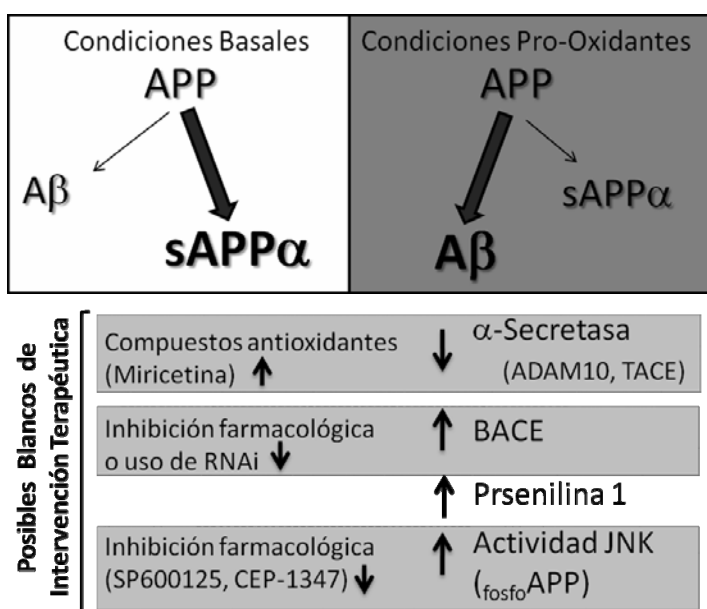 Condiciones Basales
APP
Aβ
sAPPα
Condiciones Pro-Oxidantes
APP
sAPPα
Aβ
Posibles Blancos de
Intervención Terapéutica
Compuestos antioxidantes
(Miricetina) ↑
↓ α-Secretasa
(ADAM10, TACE)
Inhibición farmacológica
o uso de RNAi ↓
↑ BACE
↑ Prsenilina 1
Inhibición farmacológica
(SP600125, CEP-1347) ↓
↑ Actividad JNK
(fosfoAPP)